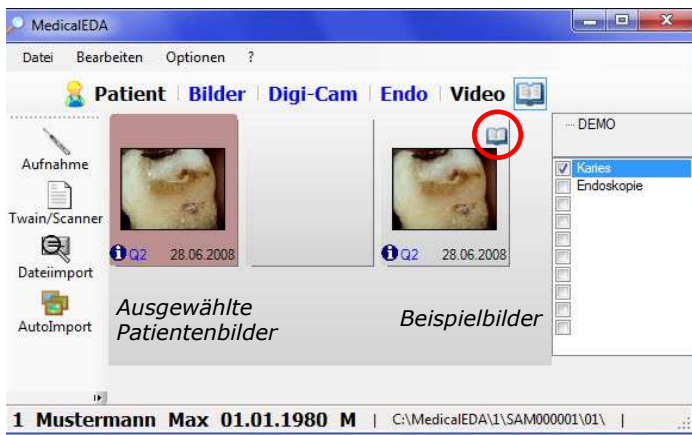 MedicalEDA
Datei Bearbeiten Optionen ?
Patient Bilder Digi-Cam Endo Video
Aufnahme
Twain/Scanner
Dateiimport
AutoImport
Q2 28.06.2008
Q2 28.06.2008
Ausgewählte
Patientenbilder
Beispielbilder
DEMO
Karies
Endoskopie
1 Mustermann Max 01.01.1980 M | C:\MedicalEDA\1\SAM000001\01\ |